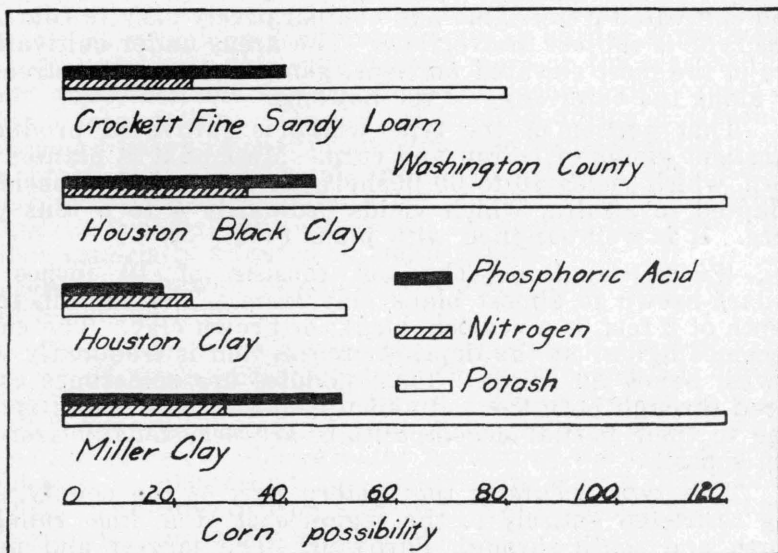 Crockett Fine Sandy Loam
Washington County
Houston Black Clay
Phosphoric Acid
Houston Clay
Nitrogen
Potash
Miller Clay
0 20. 40. 60. 80. 100. 120.
Corn possibility